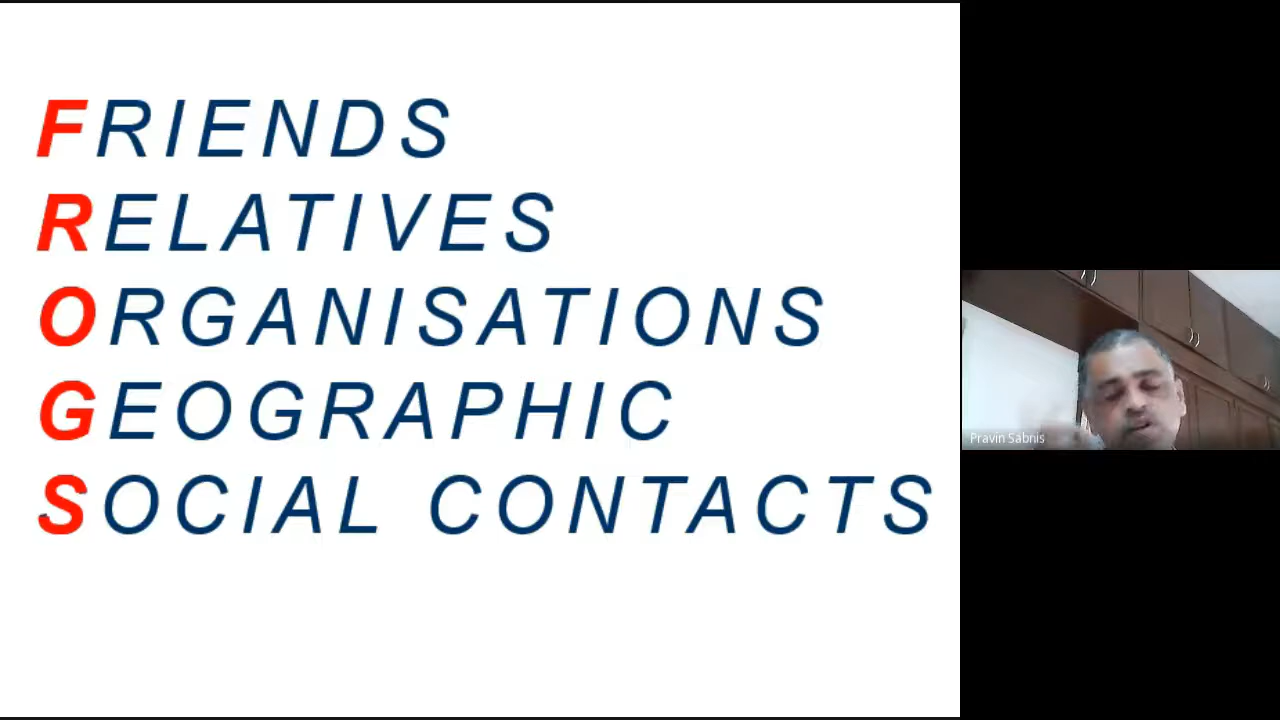 FRIENDS
RELATIVES
ORGANISATIONS
GEOGRAPHIC
SOCIAL CONTACTS
Pravin Sabnis